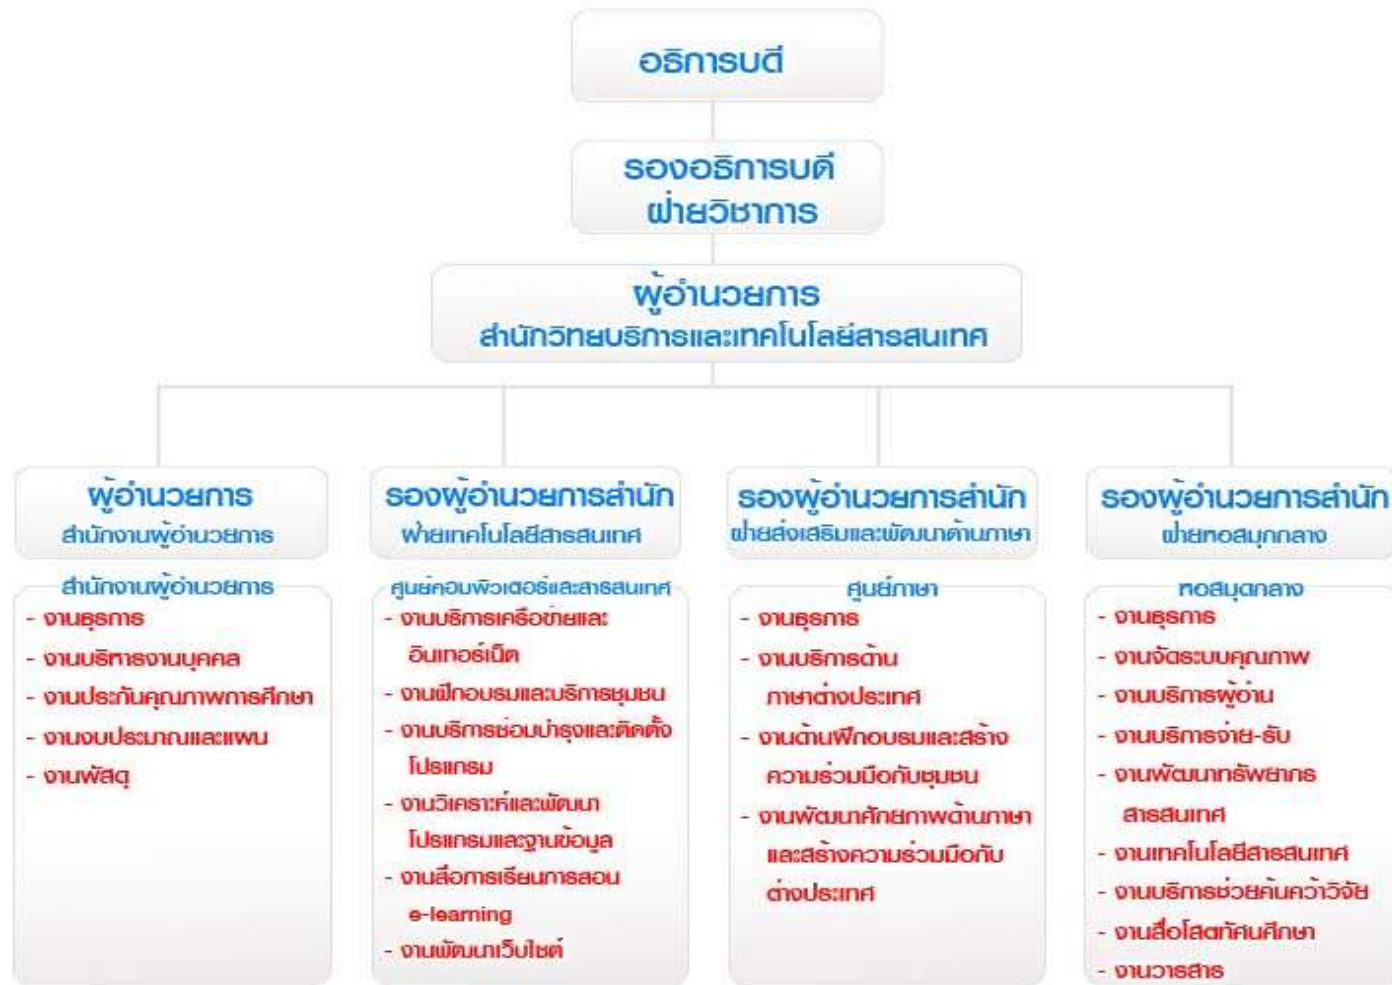 อธิการบดี
รองอธิการบดี
ฝ่ายวิชาการ
ผู้อำนวยการ
สำนักวิทยบริการและเทคโนโลยีสารสนเทศ
ผู้อำนวยการ
สำนักงานผู้อำนวยการ
สำนักงานผู้อำนวยการ
- งานธุรการ
- งานบริหารงานบุคคล
- งานประกันคุณภาพการศึกษา
- งานงบประมาณและแผน
- งานพัสดุ
รองผู้อำนวยการสำนัก
ฝ่ายเทคโนโลยีสารสนเทศ
ศูนย์คอมพิวเตอร์และสารสนเทศ
- งานบริการเครือข่ายและ
อินเทอร์เน็ต
- งานฝึกอบรมและบริการชุมชน
- งานบริการซ่อมบำรุงและติดตั้ง
โปรแกรม
- งานวิเคราะห์และพัฒนา
โปรแกรมและฐานข้อมูล
- งานสื่อการเรียนการสอน
e-learning
- งานพัฒนาเว็บไซต์
รองผู้อำนวยการสำนัก
ฝ่ายส่งเสริมและพัฒนาด้านภาษา
ศูนย์ภาษา
- งานธุรการ
- งานบริการด้าน
ภาษาต่างประเทศ
- งานด้านฝึกอบรมและสร้าง
ความร่วมมือกับชุมชน
- งานพัฒนาศักยภาพด้านภาษา
และสร้างความร่วมมือกับ
ต่างประเทศ
รองผู้อำนวยการสำนัก
ฝ่ายหอสมุกกลาง
หอสมุดกลาง
- งานธุรการ
- งานจัดระบบคุณภาพ
- งานบริการผู้อ่าน
- งานบริการจ่าย-รับ
- งานพัฒนาทรัพยากร
สารสนเทศ
- งานเทคโนโลยีสารสนเทศ
- งานบริการช่วยค้นคว้าวิจัย
- งานสื่อโสตทัศนศึกษา
- งานวารสาร